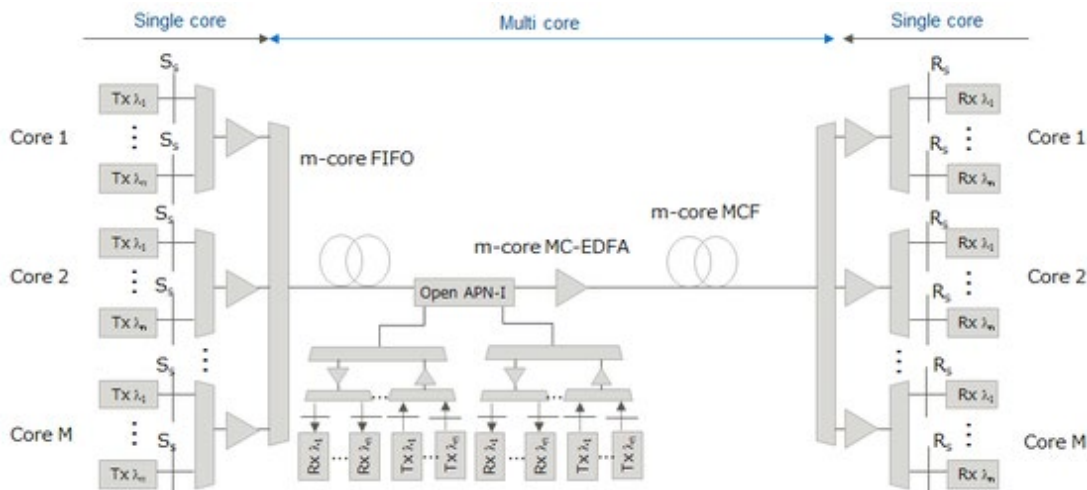 Single core
Multi core
Single core
Sₛ
Tx λ₁
Core 1
Sₛ
Tx λₙ
Sₛ
Tx λ₁
Core 2
Sₛ
Tx λₙ
Sₛ
Tx λ₁
Core M
Sₛ
Tx λₙ
m-core FIFO
m-core MC-EDFA
m-core MCF
Open APN-I
Rx λ₁
Rx λₙ
Tx λ₁
Tx λₙ
Rx λ₁
Rx λₙ
Tx λ₁
Tx λₙ
Rₛ
Rx λ₁
Core 1
Rₛ
Rx λₙ
Rₛ
Rx λ₁
Core 2
Rₛ
Rx λₙ
Rₛ
Rx λ₁
Core M
Rₛ
Rx λₙ